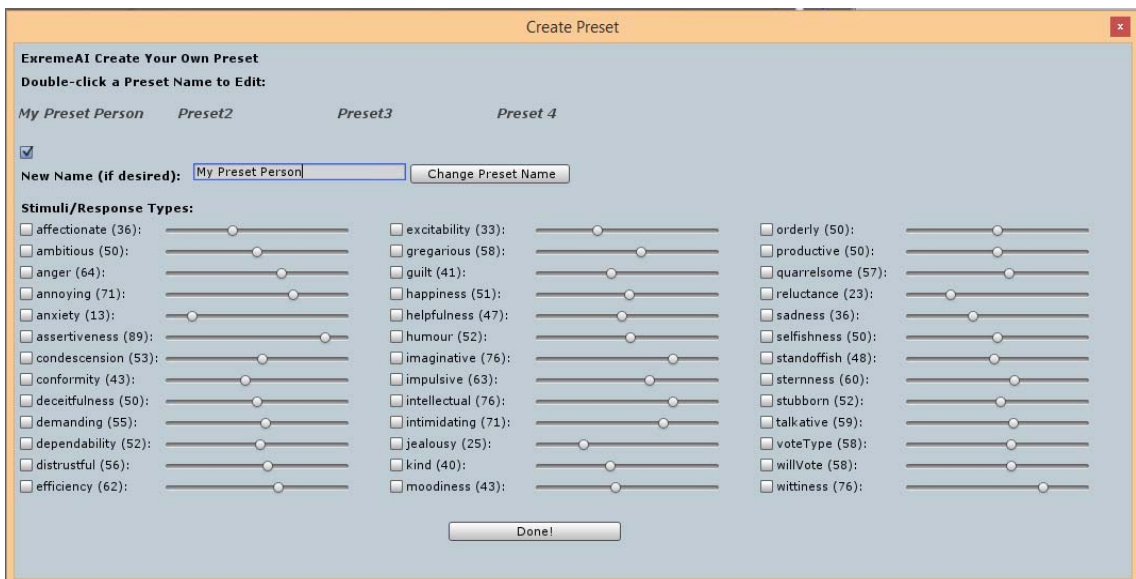 Create Preset
x
ExremeAI Create Your Own Preset
Double-click a Preset Name to Edit:
My Preset Person Preset2 Preset3 Preset 4
New Name (if desired): My Preset Person Change Preset Name
Stimuli/Response Types:
affectionate (36): excitability (33): orderly (50):
ambitious (50): gregarious (58): productive (50):
anger (64): guilt (41): quarrelsome (57):
annoying (71): happiness (51): reluctance (23):
anxiety (13): helpfulness (47): sadness (36):
assertiveness (89): humour (52): selfishness (50):
condescension (53): imaginative (76): standoffish (48):
conformity (43): impulsive (63): sternness (60):
deceitfulness (50): intellectual (76): stubborn (52):
demanding (55): intimidating (71): talkative (59):
dependability (52): jealousy (25): voteType (58):
distrustful (56): kind (40): willVote (58):
efficiency (62): moodiness (43): wittiness (76):
Done!